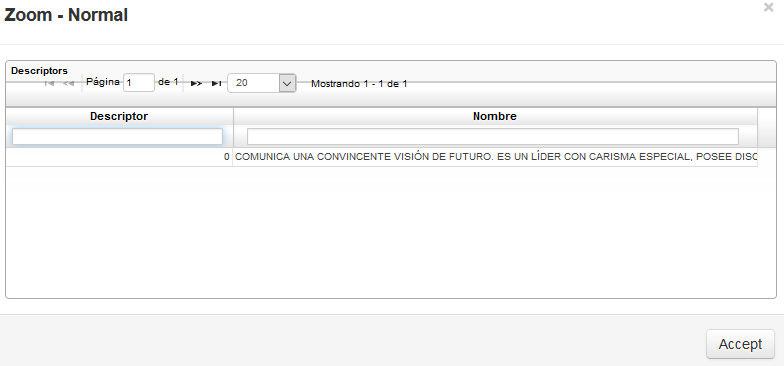 Zoom - Normal
×
Descriptors
Página 1 de 1 20 Mostrando 1 - 1 de 1
Descriptor Nombre
0 COMUNICA UNA CONVINCENTE VISIÓN DE FUTURO. ES UN LÍDER CON CARISMA ESPECIAL, POSEE DISC
Accept